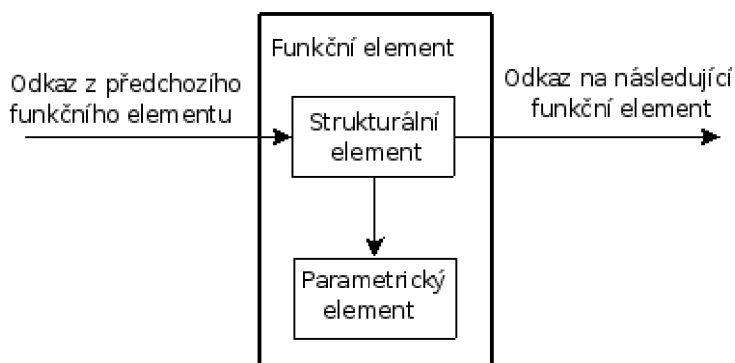 Funkční element
Odkaz z předchozího
funkčního elementu
Odkaz na následující
funkční element
Strukturální
element
Parametrický
element